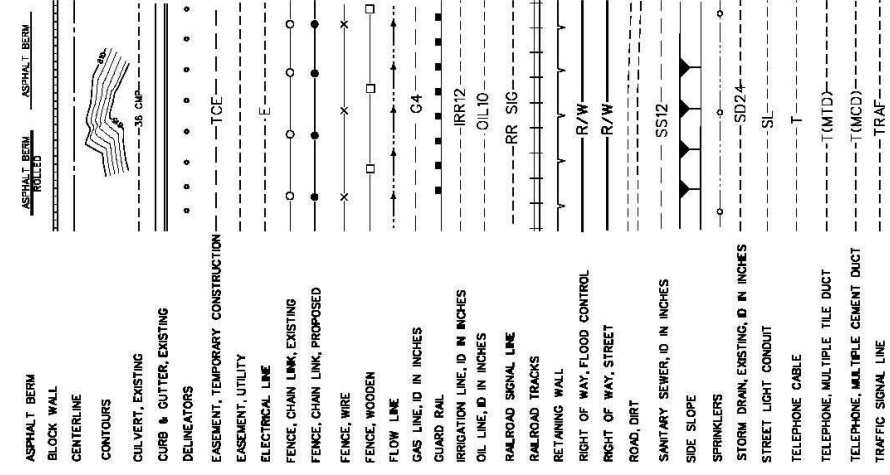 ASPHALT BERM
ASPHALT BERM
ROLLED
ASPHALT BERM
BLOCK WALL
CENTERLINE
CONTOURS
CULVERT, EXISTING
36 CMP
CURB & GUTTER, EXISTING
DELINEATORS
EASEMENT, TEMPORARY CONSTRUCTION
TCE
EASEMENT, UTILITY
ELECTRICAL LINE
E
FENCE, CHAIN LINK, EXISTING
FENCE, CHAIN LINK, PROPOSED
FENCE, WIRE
FENCE, WOODEN
FLOW LINE
GAS LINE, ID IN INCHES
G4
GUARD RAIL
IRRIGATION LINE, ID IN INCHES
IRR12
OIL LINE, ID IN INCHES
OIL10
RAILROAD SIGNAL LINE
RR SIG
RAILROAD TRACKS
RETAINING WALL
RIGHT OF WAY, FLOOD CONTROL
R/W
RIGHT OF WAY, STREET
R/W
ROAD, DIRT
SANITARY SEWER, ID IN INCHES
SS12
SIDE SLOPE
SPRINKLERS
STORM DRAIN, EXISTING, ID IN INCHES
SD24
STREET LIGHT CONDUIT
SL
TELEPHONE CABLE
T
TELEPHONE, MULTIPLE TILE DUCT
T(MTD)
TELEPHONE, MULTIPLE CEMENT DUCT
T(MCD)
TRAFFIC SIGNAL LINE
TRAF